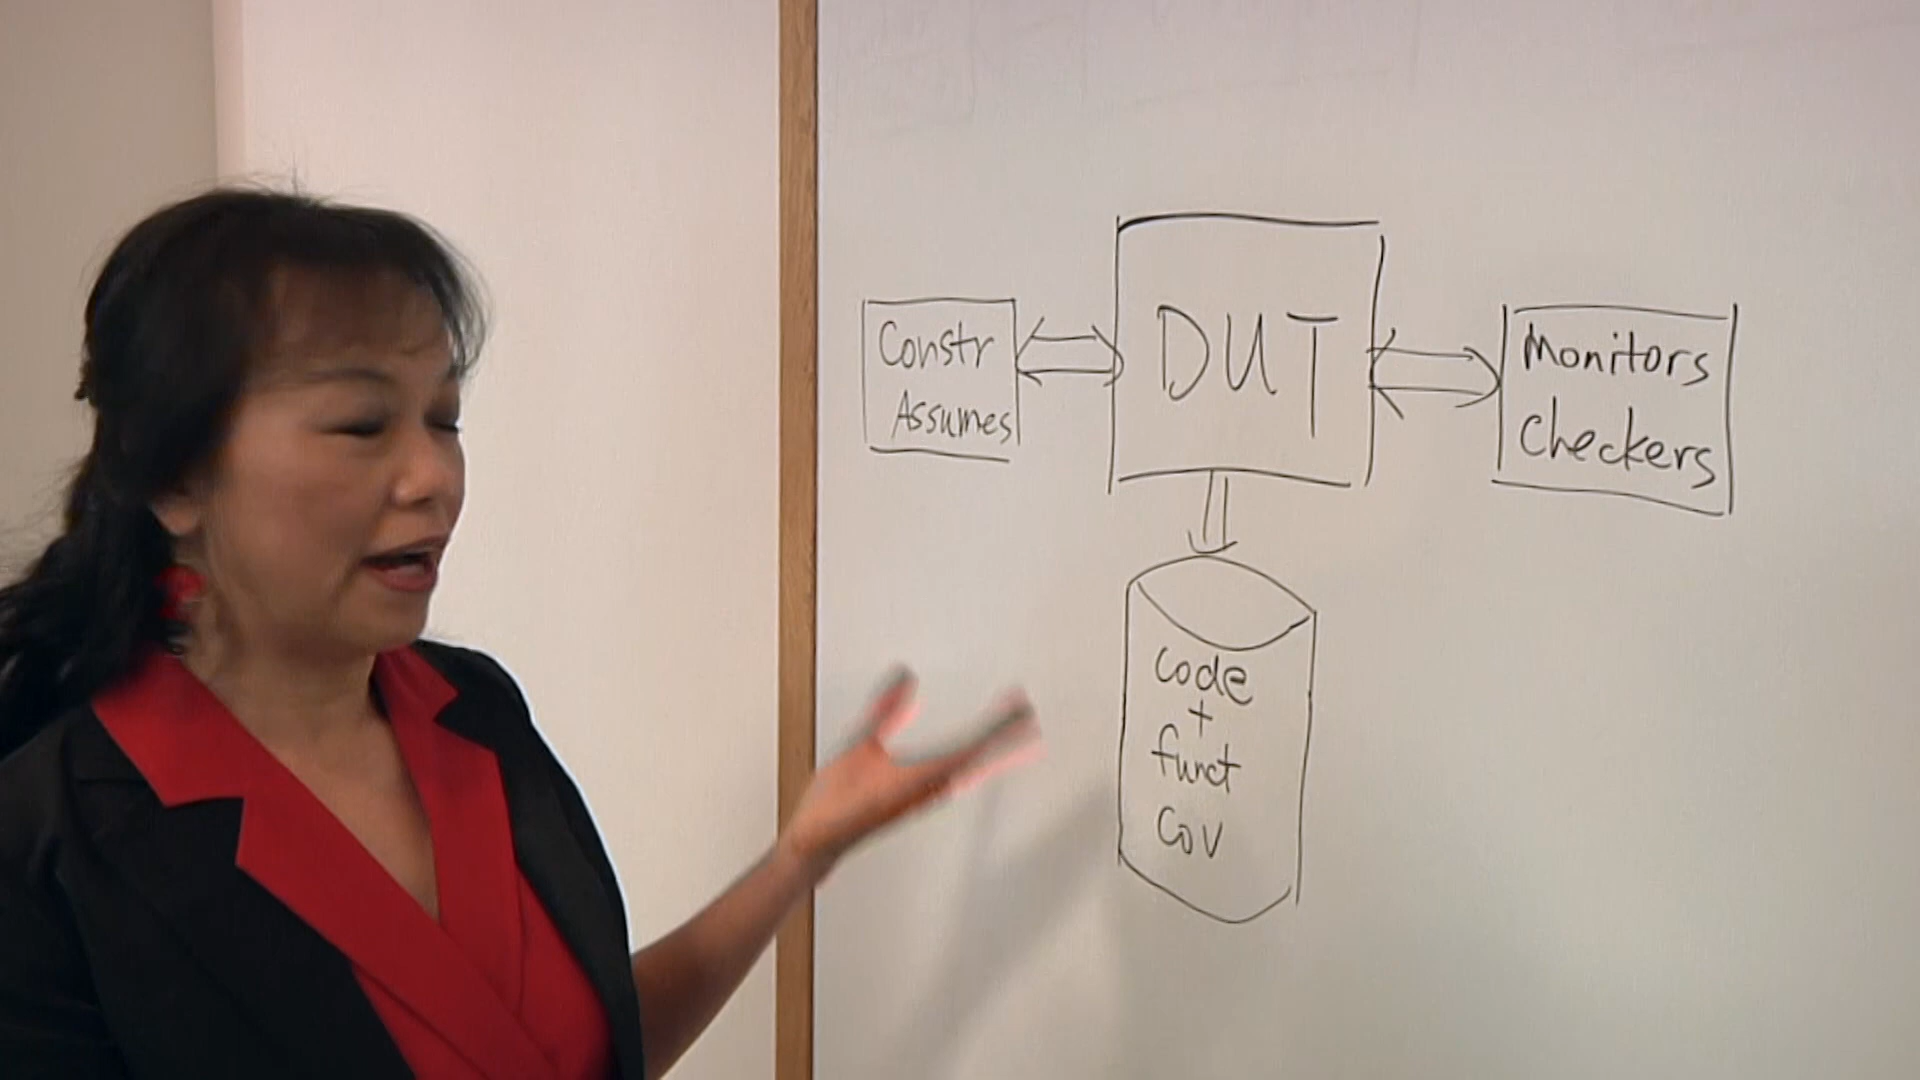 Constr
Assumes
DUT
Monitors
Checkers
code
+
funct
Cov